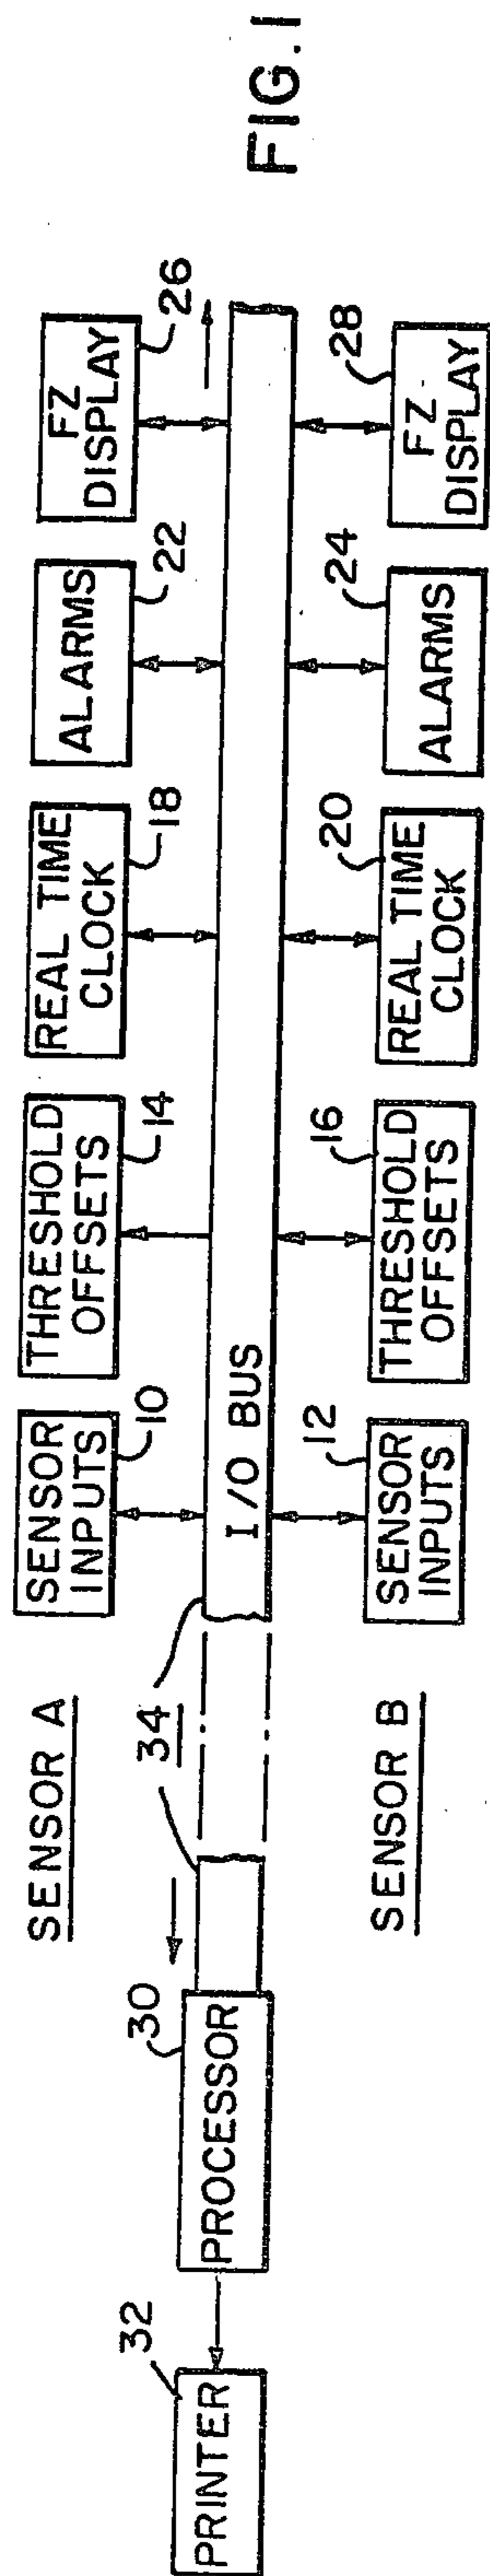 FIG. 1
SENSOR A
SENSOR
INPUTS
10
THRESHOLD
OFFSETS
14
REAL TIME
CLOCK
18
ALARMS
22
FZ
DISPLAY
26
PRINTER
32
PROCESSOR
30
34
I/O BUS
SENSOR B
SENSOR
INPUTS
12
THRESHOLD
OFFSETS
16
REAL TIME
CLOCK
20
ALARMS
24
FZ
DISPLAY
28